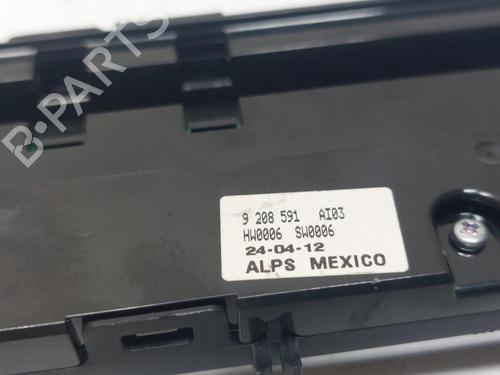 B-PARTS
9 208 591 AI03
HW0006 SW0006
24-04-12
ALPS MEXICO